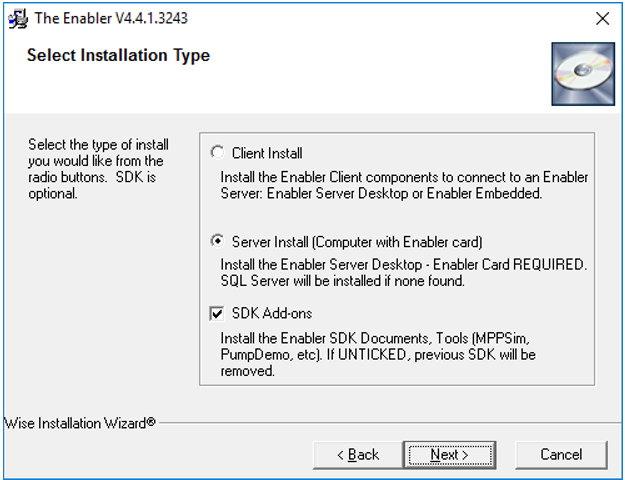 The Enabler V4.4.1.3243
Select Installation Type
Select the type of install
you would like from the
radio buttons.  SDK is
optional.
Client Install
Install the Enabler Client components to connect to an Enabler
Server: Enabler Server Desktop or Enabler Embedded.
Server Install (Computer with Enabler card)
Install the Enabler Server Desktop - Enabler Card REQUIRED.
SQL Server will be installed if none found.
SDK Add-ons
Install the Enabler SDK Documents, Tools (MPPSim,
PumpDemo, etc). If UNTICKED, previous SDK will be
removed.
Wise Installation Wizard®
< Back
Next >
Cancel